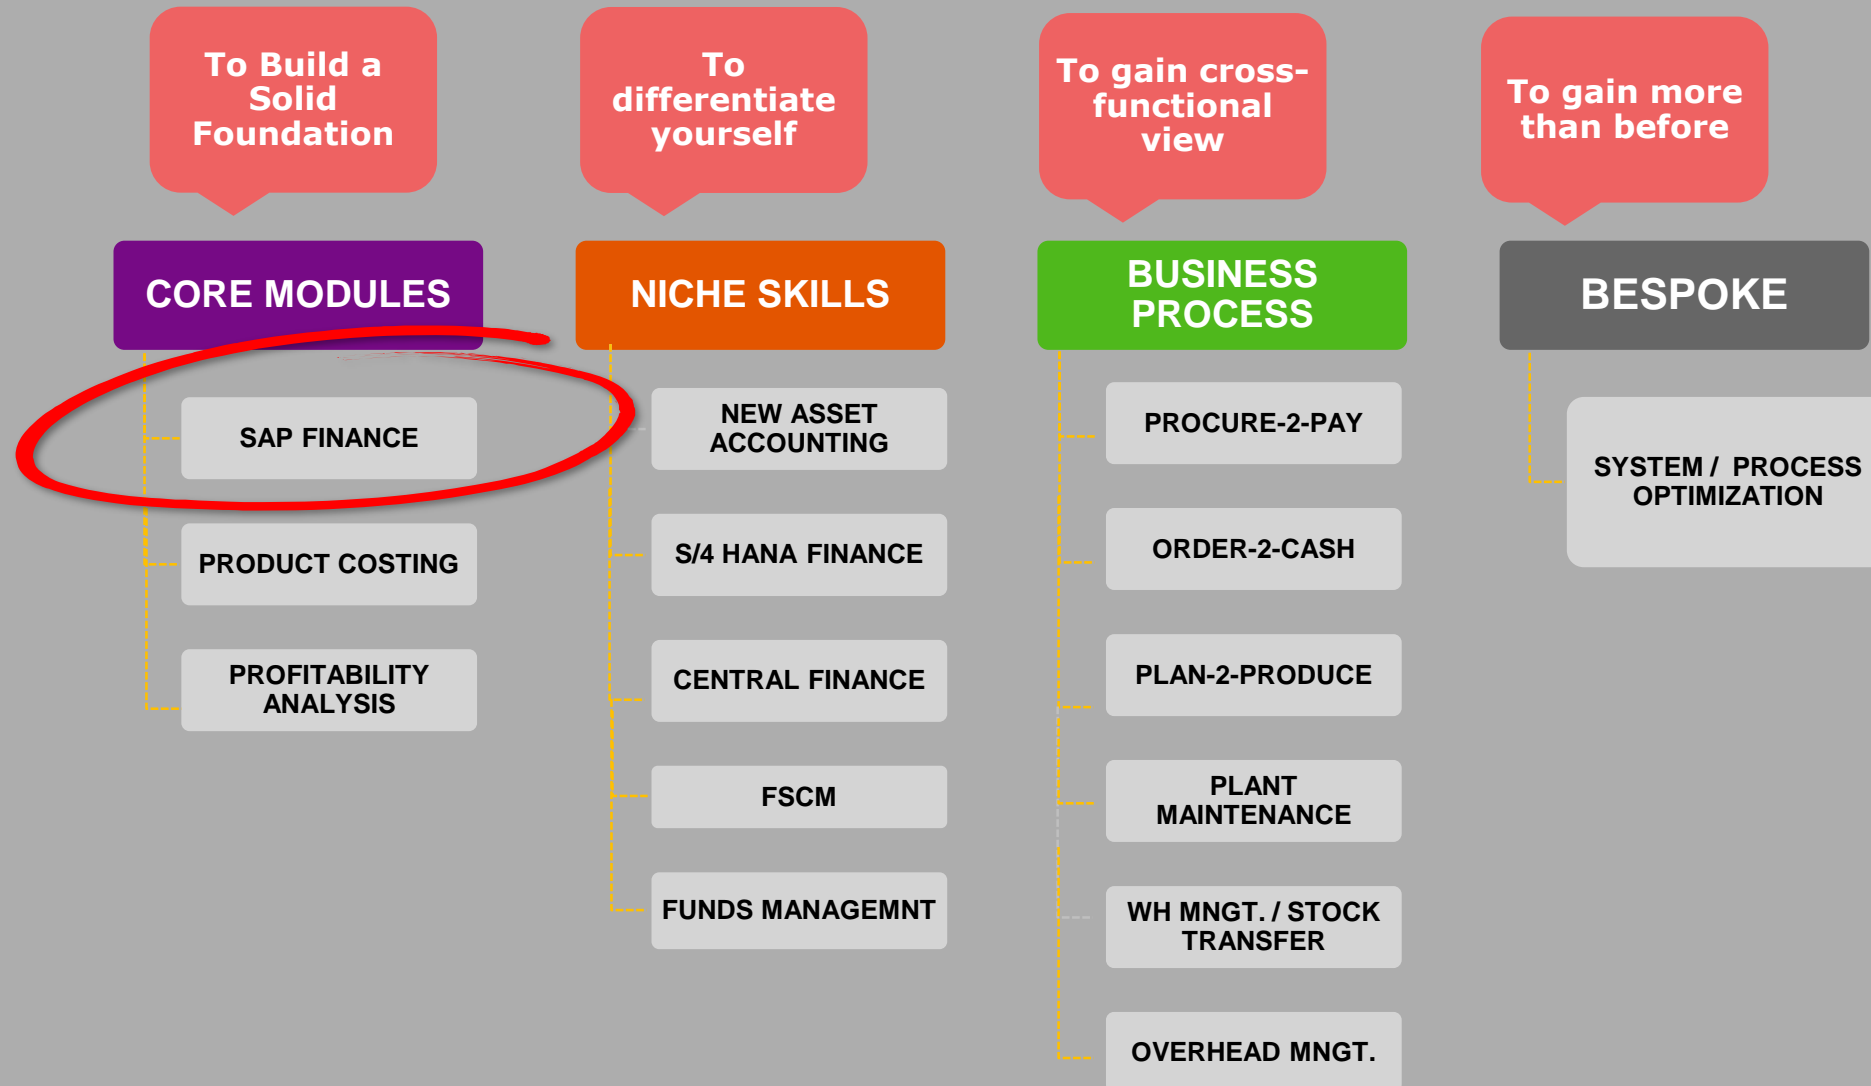 To Build a
Solid
Foundation
To
differentiate
yourself
To gain cross-
functional
view
To gain more
than before
CORE MODULES
SAP FINANCE
PRODUCT COSTING
PROFITABILITY
ANALYSIS
NICHE SKILLS
NEW ASSET
ACCOUNTING
S/4 HANA FINANCE
CENTRAL FINANCE
FSCM
FUNDS MANAGEMNT
BUSINESS
PROCESS
PROCURE-2-PAY
ORDER-2-CASH
PLAN-2-PRODUCE
PLANT
MAINTENANCE
WH MNGT. / STOCK
TRANSFER
OVERHEAD MNGT.
BESPOKE
SYSTEM / PROCESS
OPTIMIZATION